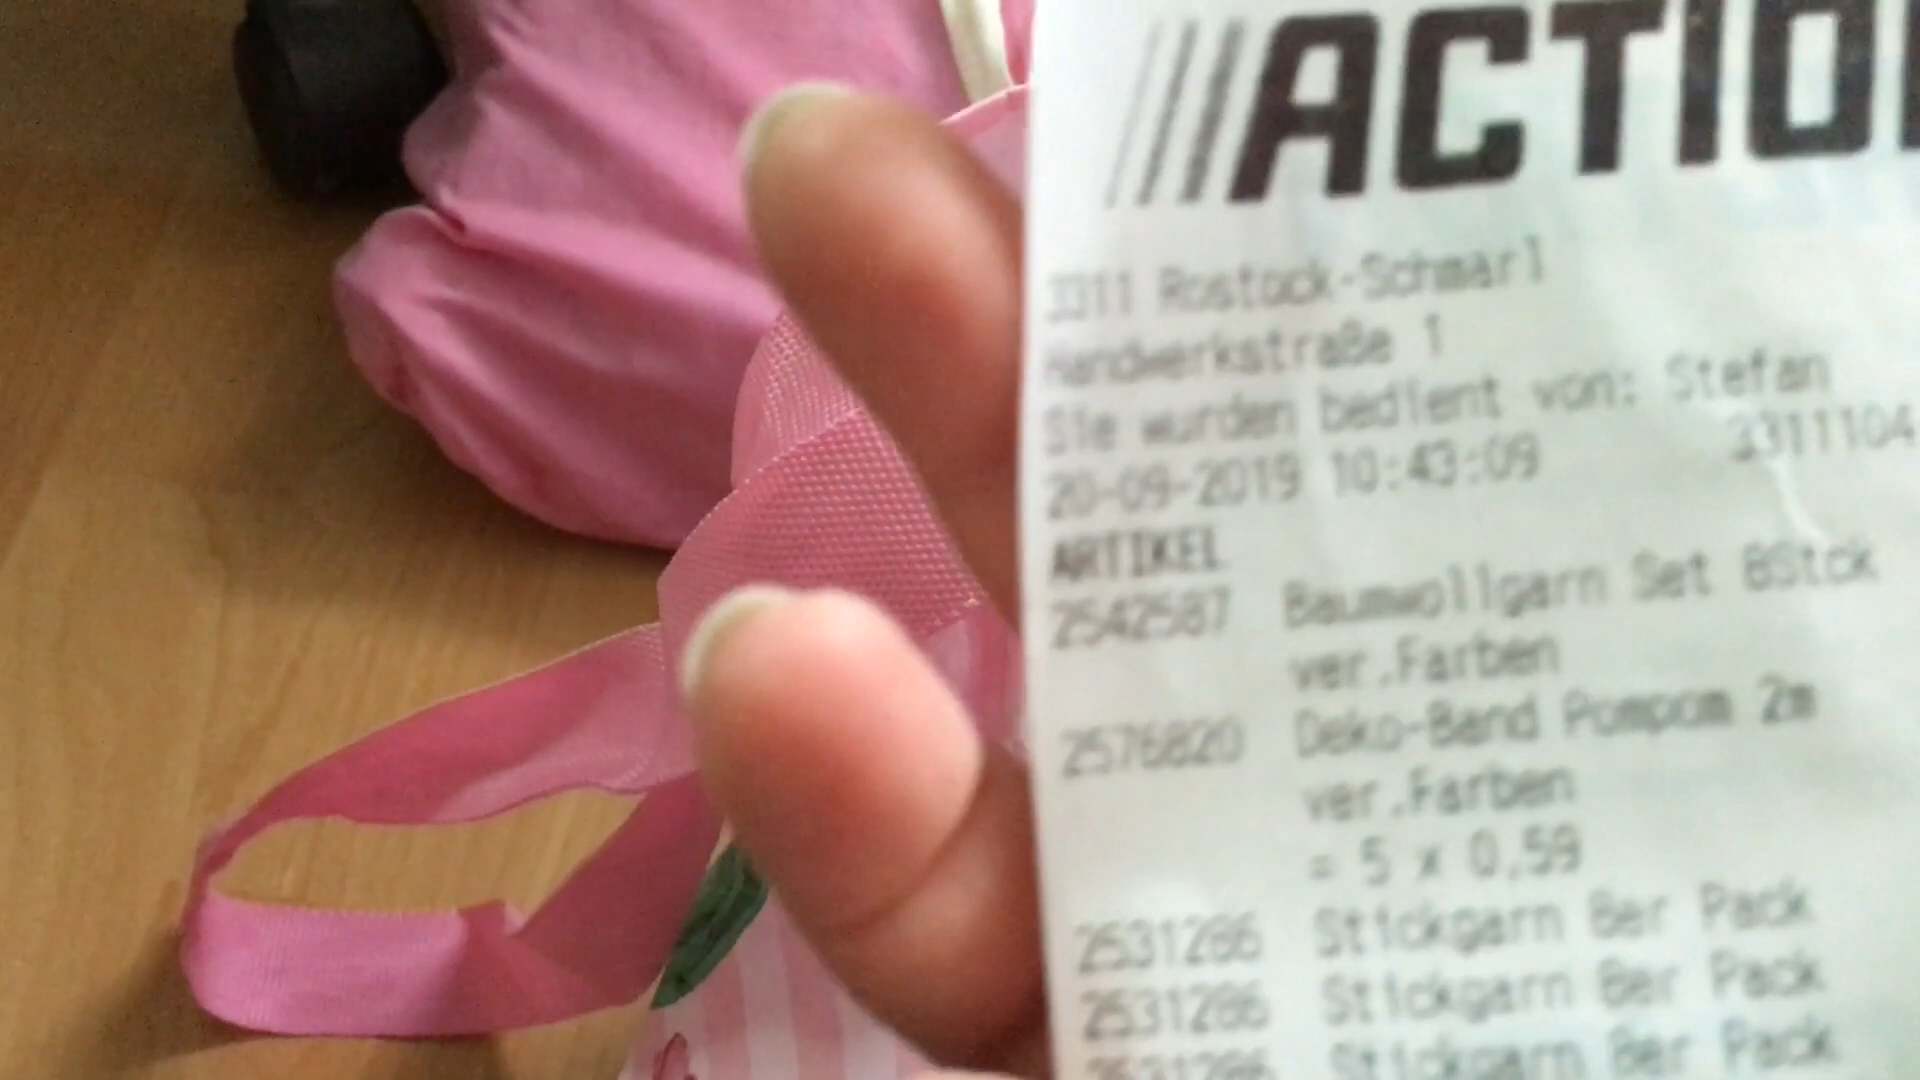 ///ACTIO
3311 Rostock-Schmarl
Handwerkstraße 1
Sie wurden bedient von: Stefan
20-09-2019 10:43:09 3311104
ARTIKEL
2542587 Baumwollgarn Set 8Stck
ver.Farben
2576820 Deko-Band Pompom 2m
ver.Farben
= 5 x 0,59
2531286 Stickgarn 8er Pack
2531286 Stickgarn 8er Pack
2531286 Stickgarn 8er Pack